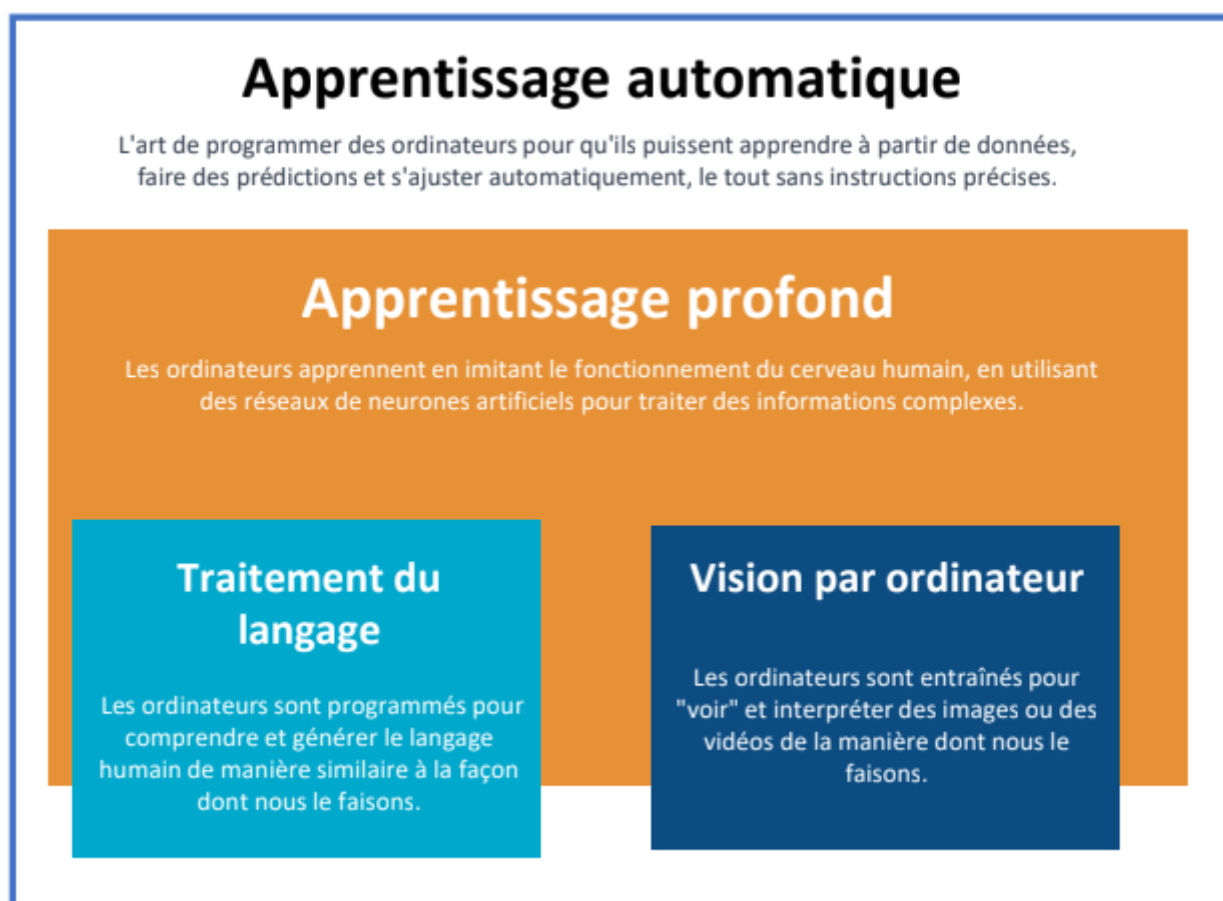 Apprentissage automatique
L'art de programmer des ordinateurs pour qu'ils puissent apprendre à partir de données,
faire des prédictions et s'ajuster automatiquement, le tout sans instructions précises.
Apprentissage profond
Les ordinateurs apprennent en imitant le fonctionnement du cerveau humain, en utilisant
des réseaux de neurones artificiels pour traiter des informations complexes.
Traitement du
langage
Les ordinateurs sont programmés pour
comprendre et générer le langage
humain de manière similaire à la façon
dont nous le faisons.
Vision par ordinateur
Les ordinateurs sont entraînés pour
"voir" et interpréter des images ou des
vidéos de la manière dont nous le
faisons.